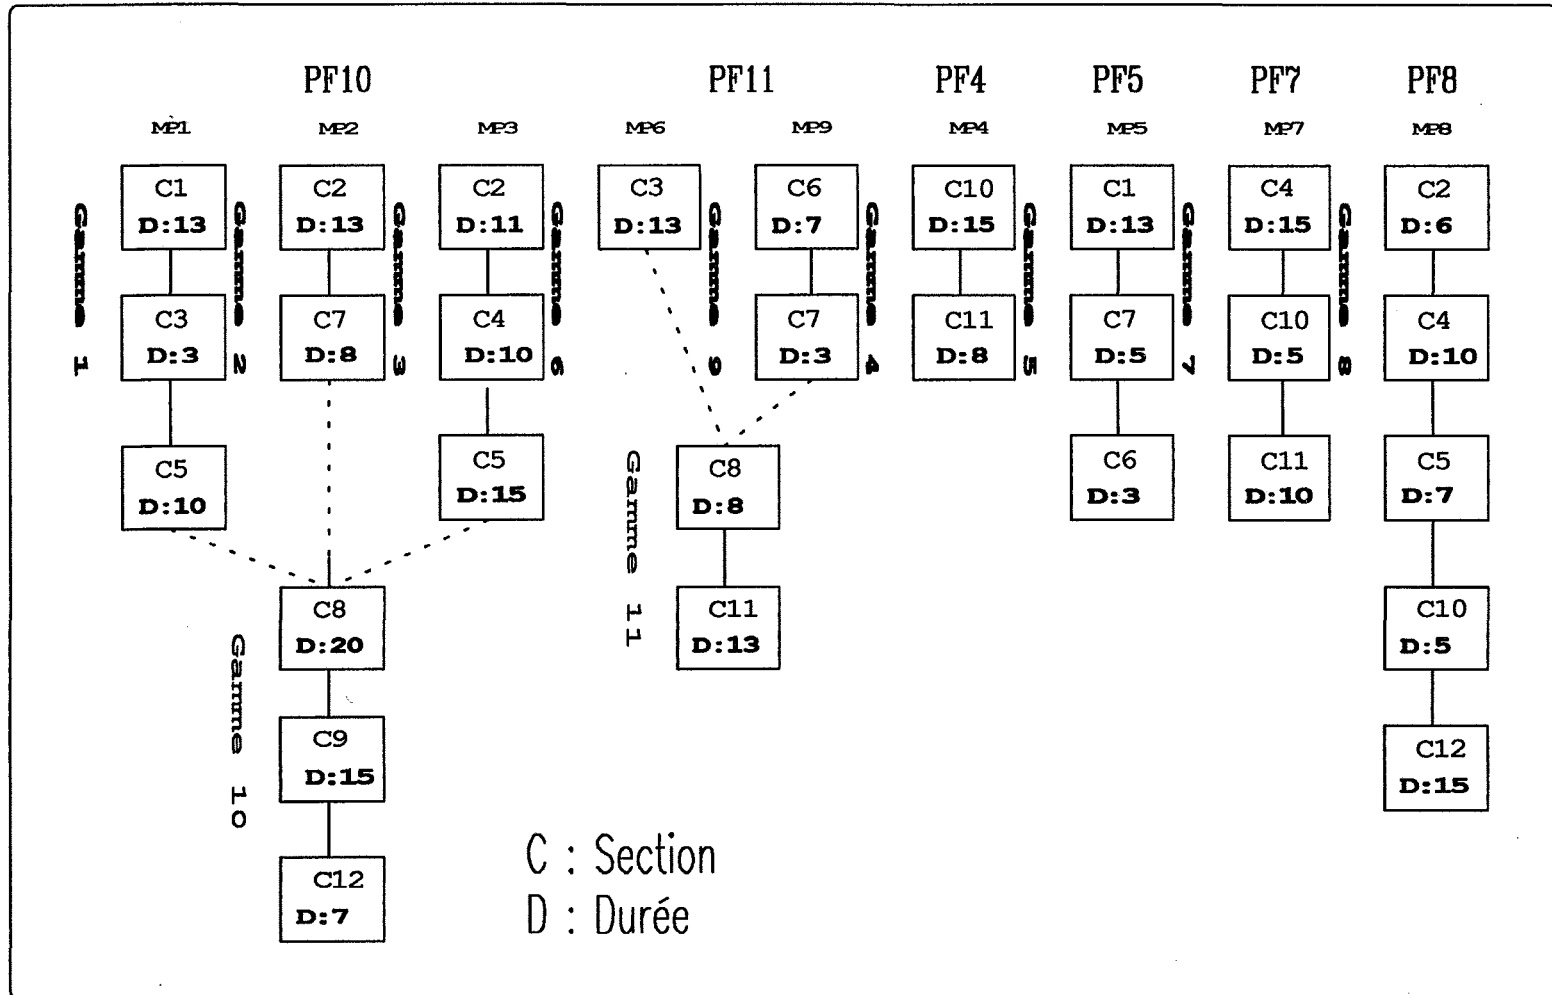 PF10 PF11 PF4 PF5 PF7 PF8
MP1 MP2 MP3 MP6 MP9 MP4 MP5 MP7 MP8
C1 C2 C2 C3 C6 C10 C1 C4 C2
D:13 D:13 D:11 D:13 D:7 D:15 D:13 D:15 D:6
Gamme 1
Gamme 2
Gamme 3
Gamme 6
Gamme 9
Gamme 4
Gamme 5
Gamme 7
Gamme 8
C3 C7 C4 C7 C11 C7 C10 C4
D:3 D:8 D:10 D:3 D:8 D:5 D:5 D:10
C5 C5 C8 C6 C11 C5
D:10 D:15 D:8 D:3 D:10 D:7
Gamme 11
C8 C11 C10
D:20 D:13 D:5
Gamme 10
C9 C12
D:15 D:15
C12
D:7
C : Section
D : Durée